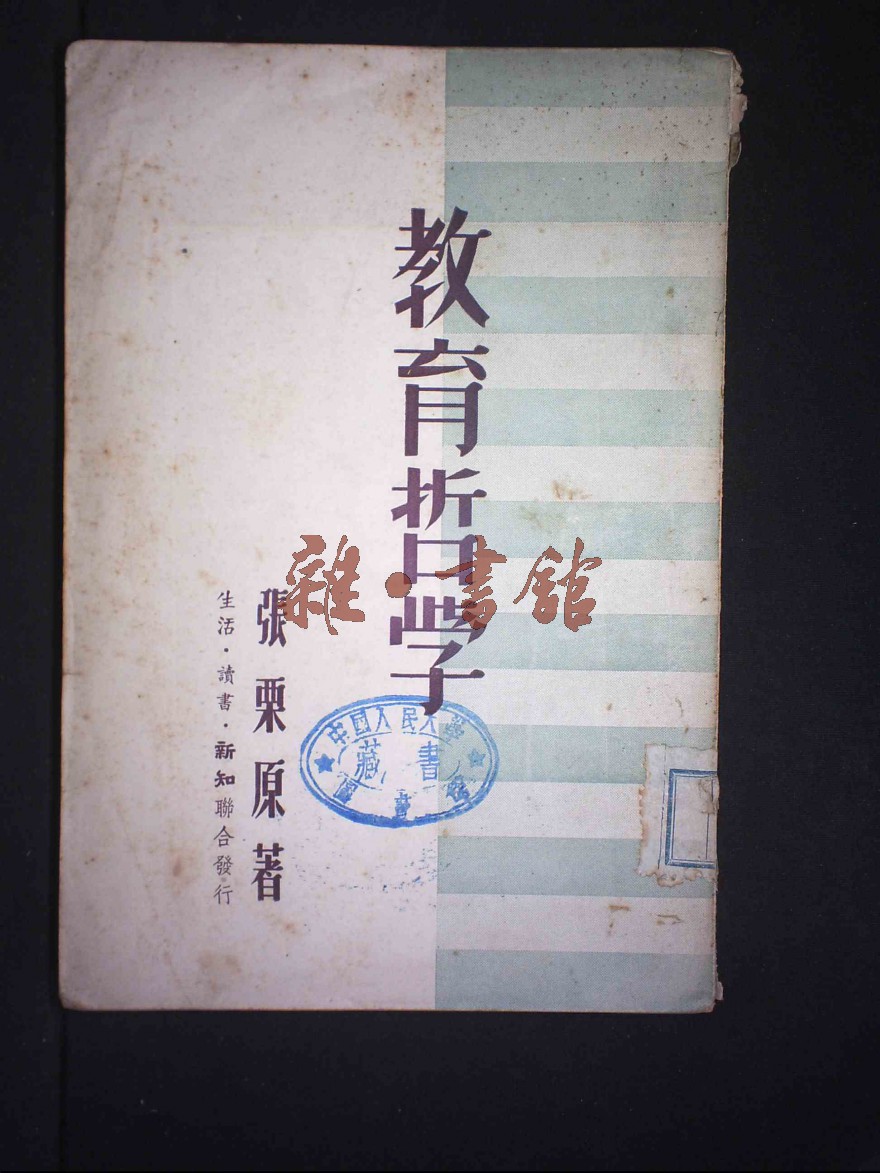 教育哲學
張栗原著
生活·讀書·新知聯合發行
雜·書館
中國人民大學
藏書
圖書館